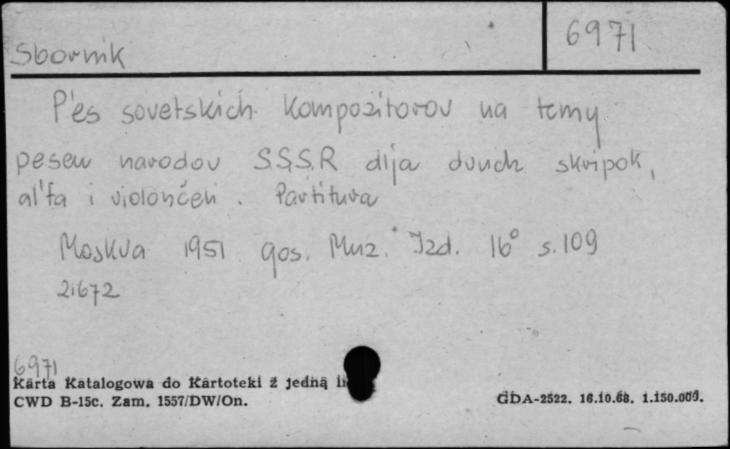 6971
Sbornik
P'es sovetskich kompozitorov na temy
pesen narodov S.S.S.R dlja dvuch skripok,
al'ta i violončeli. Partitura
Moskva 1951 gos. Muz. Izd. 16° s. 109
21672
6971
Karta Katalogowa do Kartoteki z jedną
CWD B-15c. Zam. 1557/DW/On.
GDA-2522. 16.10.68. 1.150.000.